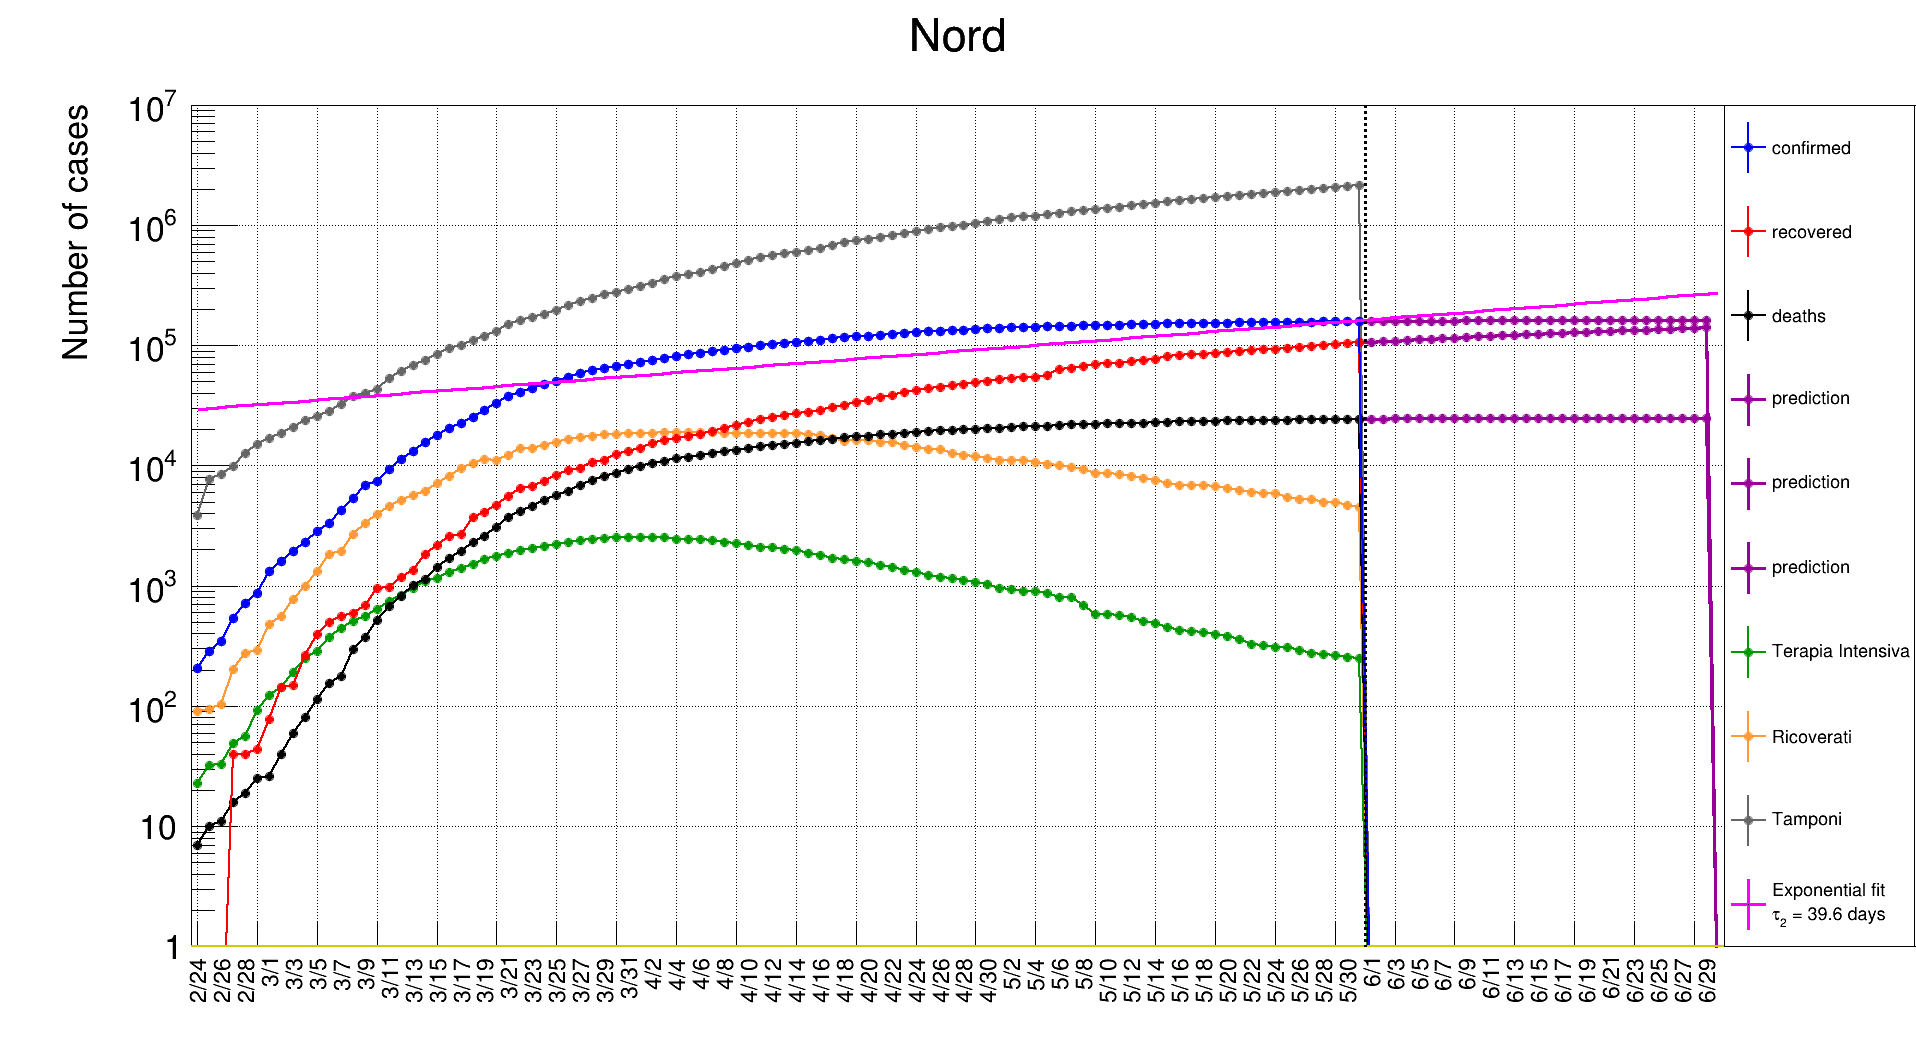 Nord
Number of cases
10^7
10^6
10^5
10^4
10^3
10^2
10
1
2/24 2/26 2/28 3/1 3/3 3/5 3/7 3/9 3/11 3/13 3/15 3/17 3/19 3/21 3/23 3/25 3/27 3/29 3/31 4/2 4/4 4/6 4/8 4/10 4/12 4/14 4/16 4/18 4/20 4/22 4/24 4/26 4/28 4/30 5/2 5/4 5/6 5/8 5/10 5/12 5/14 5/16 5/18 5/20 5/22 5/24 5/26 5/28 5/30 6/1 6/3 6/5 6/7 6/9 6/11 6/13 6/15 6/17 6/19 6/21 6/23 6/25 6/27 6/29
confirmed
recovered
deaths
prediction
prediction
prediction
Terapia Intensiva
Ricoverati
Tamponi
Exponential fit
τ₂ = 39.6 days